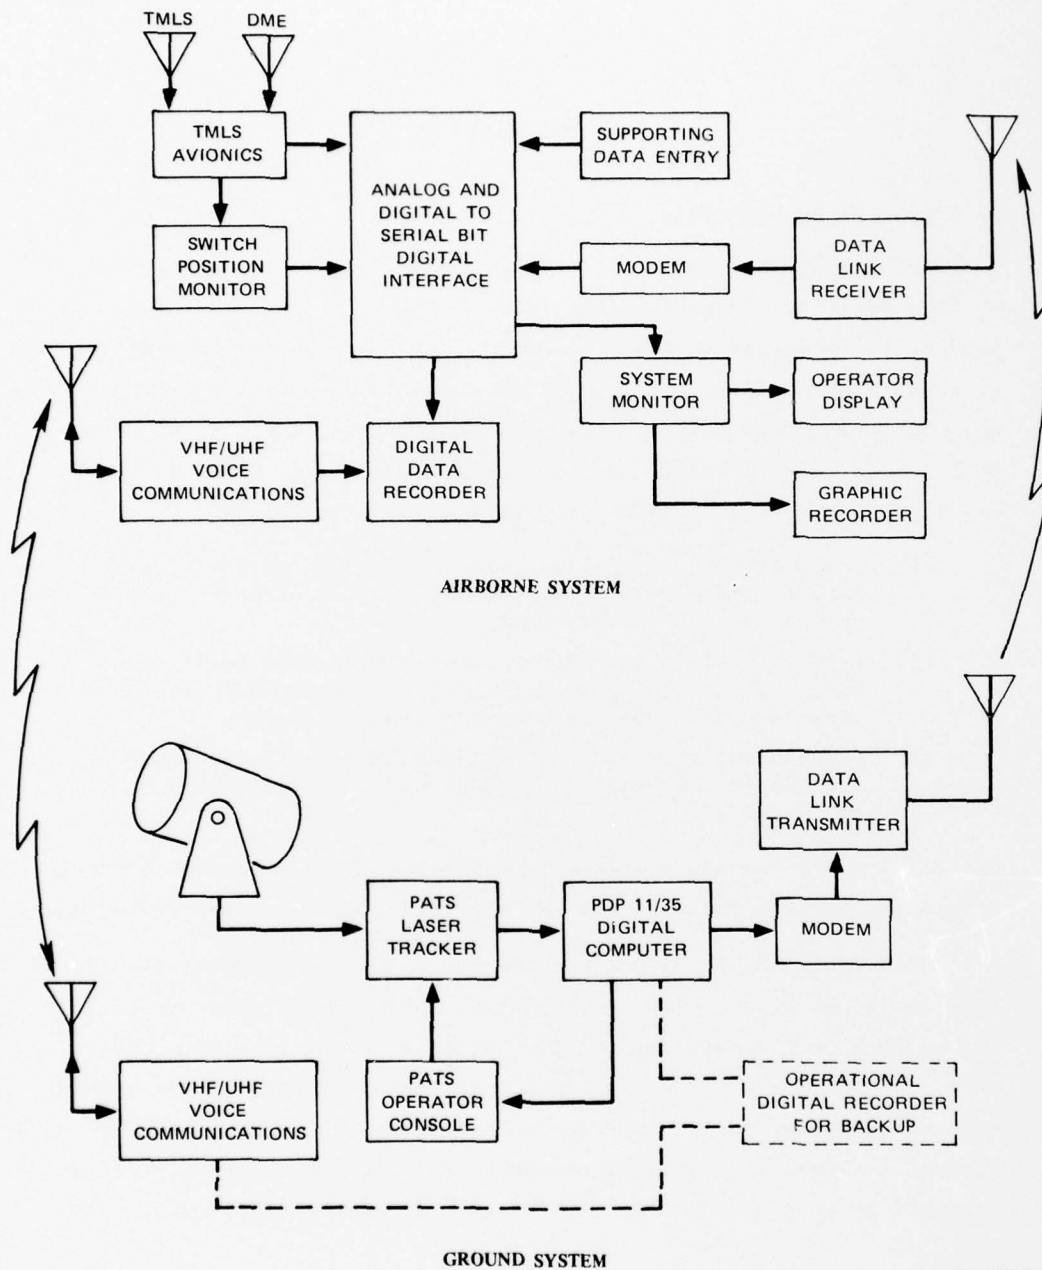 TMLS
DME
TMLS
AVIONICS
SUPPORTING
DATA ENTRY
ANALOG AND
DIGITAL TO
SERIAL BIT
DIGITAL
INTERFACE
SWITCH
POSITION
MONITOR
MODEM
DATA
LINK
RECEIVER
SYSTEM
MONITOR
OPERATOR
DISPLAY
VHF/UHF
VOICE
COMMUNICATIONS
DIGITAL
DATA
RECORDER
GRAPHIC
RECORDER
AIRBORNE SYSTEM
DATA
LINK
TRANSMITTER
PATS
LASER
TRACKER
PDP 11/35
DIGITAL
COMPUTER
MODEM
VHF/UHF
VOICE
COMMUNICATIONS
PATS
OPERATOR
CONSOLE
OPERATIONAL
DIGITAL RECORDER
FOR BACKUP
GROUND SYSTEM